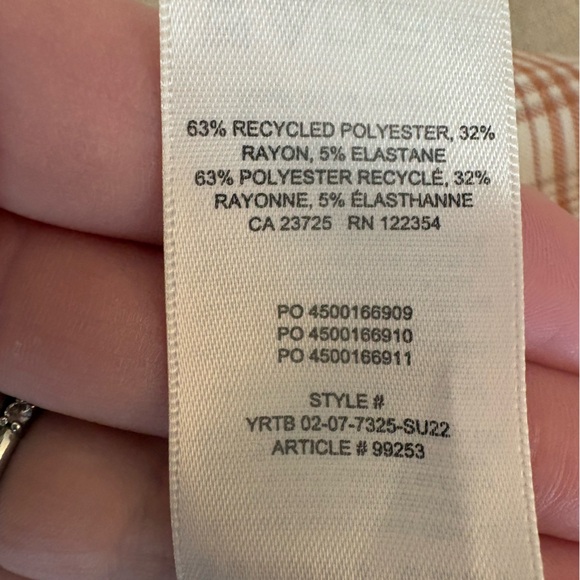 63% RECYCLED POLYESTER, 32%
RAYON, 5% ELASTANE
63% POLYESTER RECYCLÉ, 32%
RAYONNE, 5% ÉLASTHANNE
CA 23725 RN 122354
PO 4500166909
PO 4500166910
PO 4500166911
STYLE #
YRTB 02-07-7325-SU22
ARTICLE # 99253